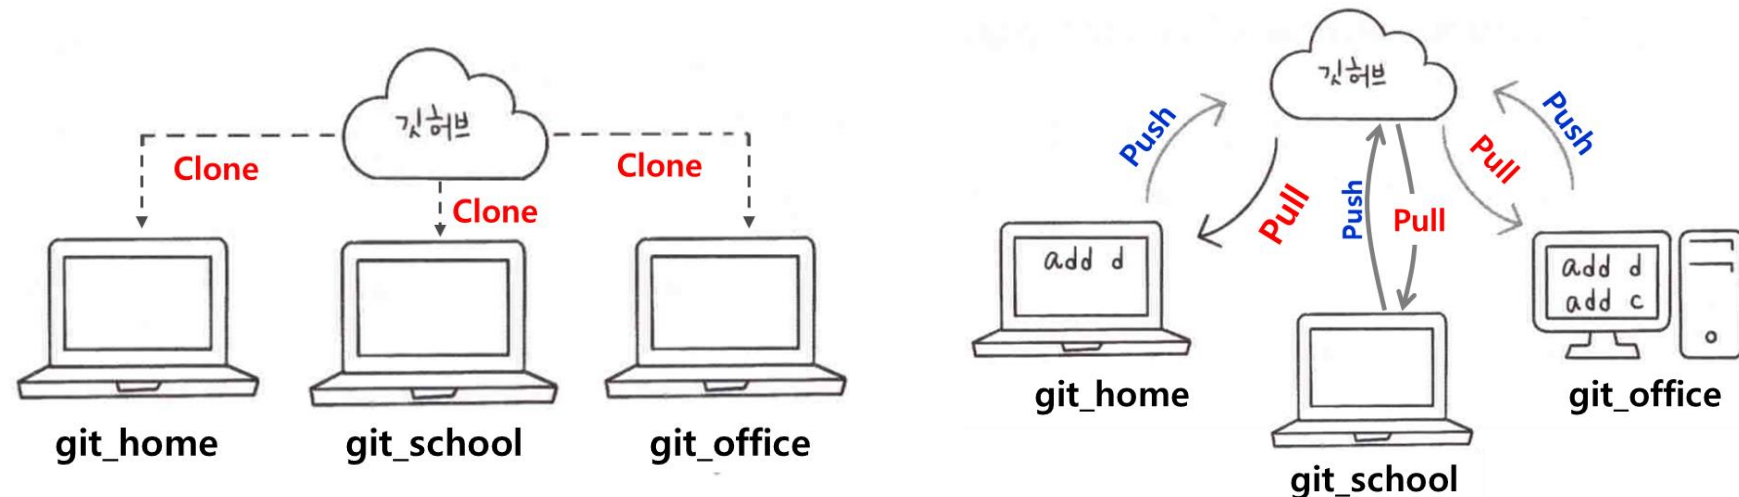 깃허브
Clone
Clone
Clone
git_home
git_school
git_office
깃허브
Push
Pull
Push
Pull
Pull
Push
add d
add d
add c
git_home
git_school
git_office